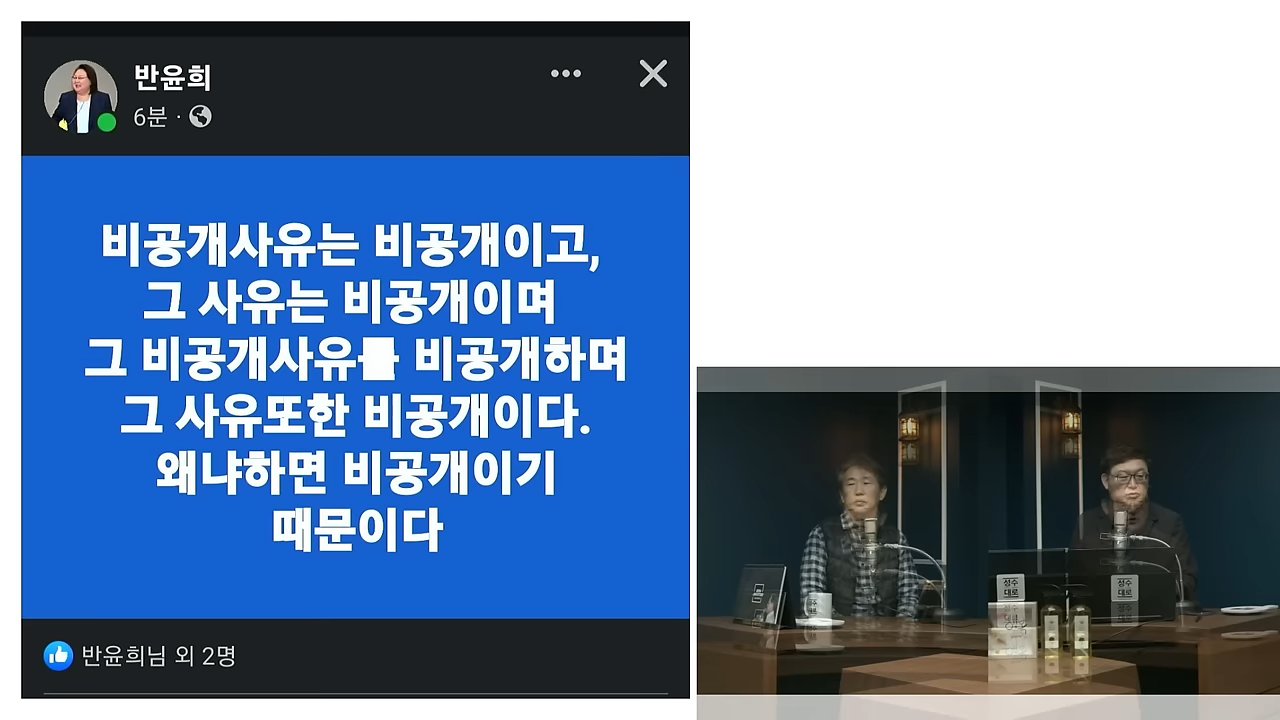 반윤희
6분 ·
비공개사유는 비공개이고,
그 사유는 비공개이며
그 비공개사유를 비공개하며
그 사유또한 비공개이다.
왜냐하면 비공개이기
때문이다
반윤희님 외 2명
성수
대로
성수
대로